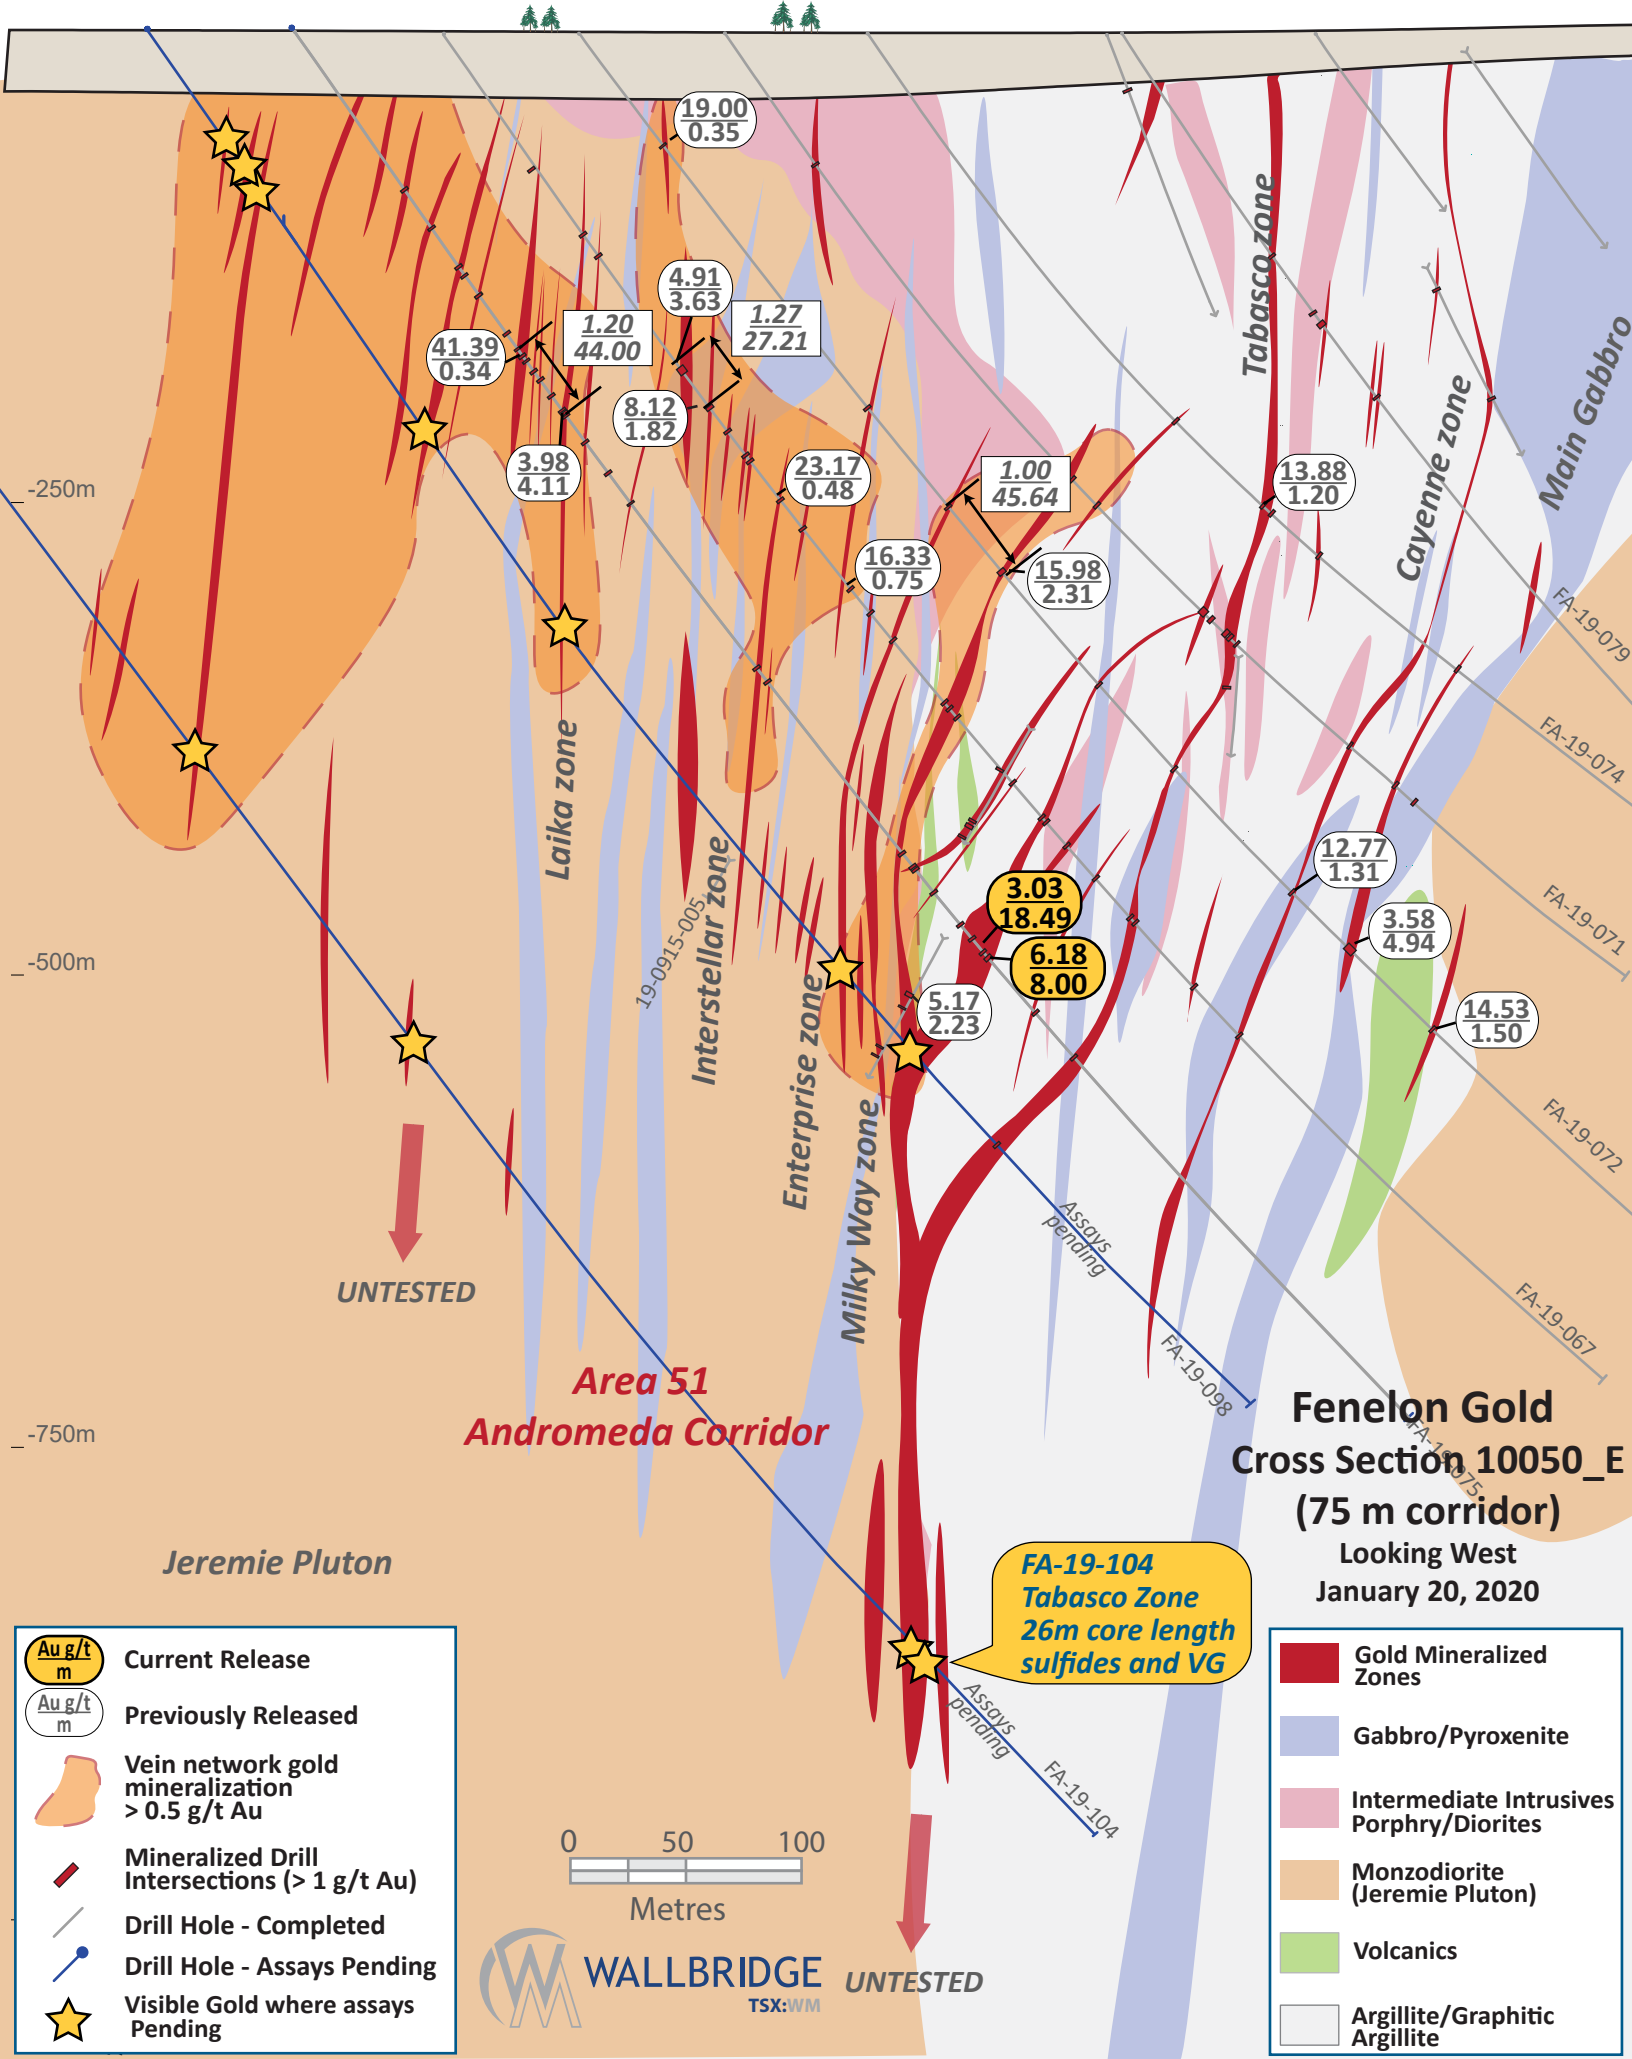 19.00
0.35
Tabasco zone
4.91
3.63
1.27
27.21
1.20
44.00
41.39
0.34
8.12
1.82
3.98
4.11
23.17
0.48
1.00
45.64
13.88
1.20
16.33
0.75
15.98
2.31
Cayenne zone
Main Gabbro
-250m
FA-19-079
FA-19-074
FA-19-071
FA-19-072
FA-19-067
FA-19-075
FA-19-098
Laika zone
Interstellar zone
19-0915-005
Enterprise zone
Milky Way zone
12.77
1.31
3.03
18.49
3.58
4.94
6.18
8.00
-500m
5.17
2.23
14.53
1.50
UNTESTED
Assays
pending
Area 51
Andromeda Corridor
-750m
Fenelon Gold
Cross Section 10050_E
(75 m corridor)
Looking West
January 20, 2020
Jeremie Pluton
FA-19-104
Tabasco Zone
26m core length
sulfides and VG
Assays
pending
FA-19-104
Au g/t
m
Current Release
Au g/t
m
Previously Released
Vein network gold
mineralization
> 0.5 g/t Au
Mineralized Drill
Intersections (> 1 g/t Au)
Drill Hole - Completed
Drill Hole - Assays Pending
Visible Gold where assays
Pending
0 50 100
Metres
WALLBRIDGE
TSX:WM
UNTESTED
Gold Mineralized
Zones
Gabbro/Pyroxenite
Intermediate Intrusives
Porphry/Diorites
Monzodiorite
(Jeremie Pluton)
Volcanics
Argillite/Graphitic
Argillite